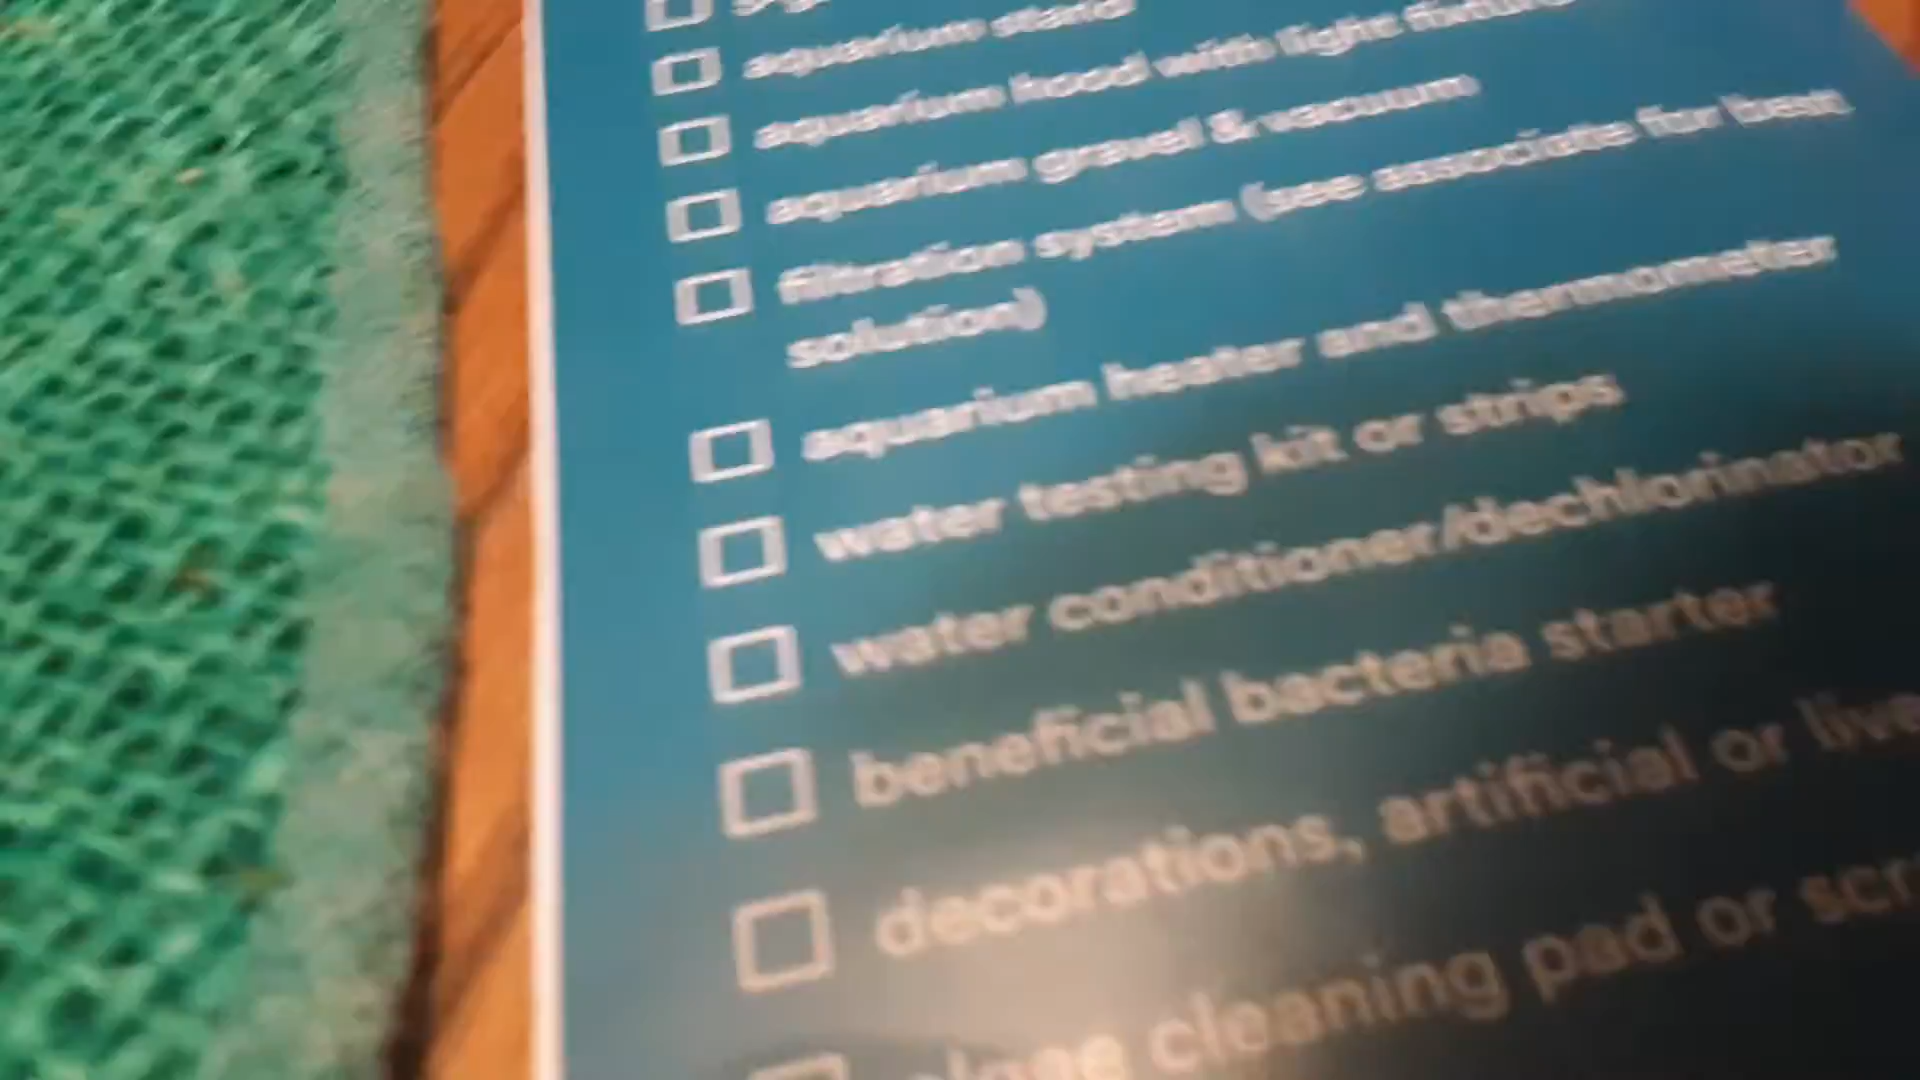 aquarium stand
aquarium hood with light fixture
aquarium gravel & vacuum
filtration system (see associate for best
solution)
aquarium heater and thermometer
water testing kit or strips
water conditioner/dechlorinator
beneficial bacteria starter
decorations, artificial or live
cleaning pad or